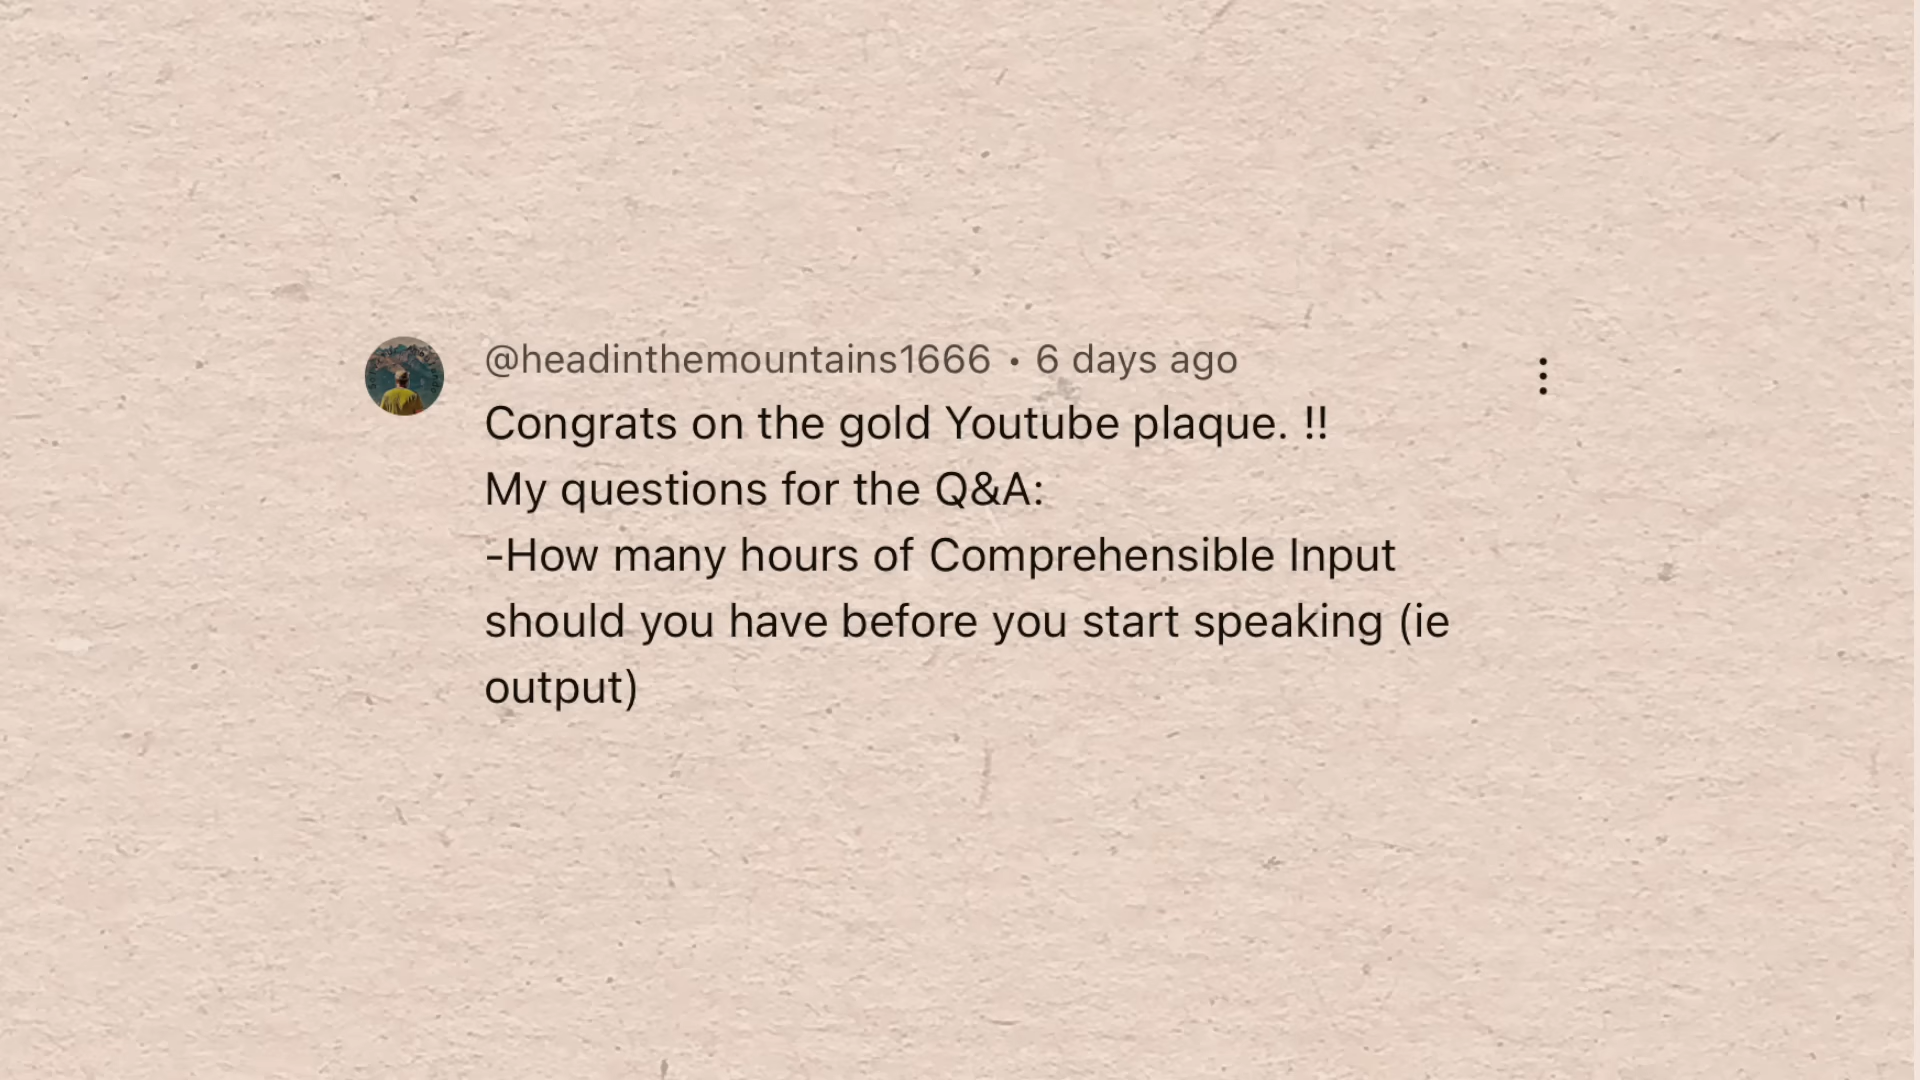 @headinthemountains1666 • 6 days ago
Congrats on the gold Youtube plaque. !!
My questions for the Q&A:
-How many hours of Comprehensible Input
should you have before you start speaking (ie
output)